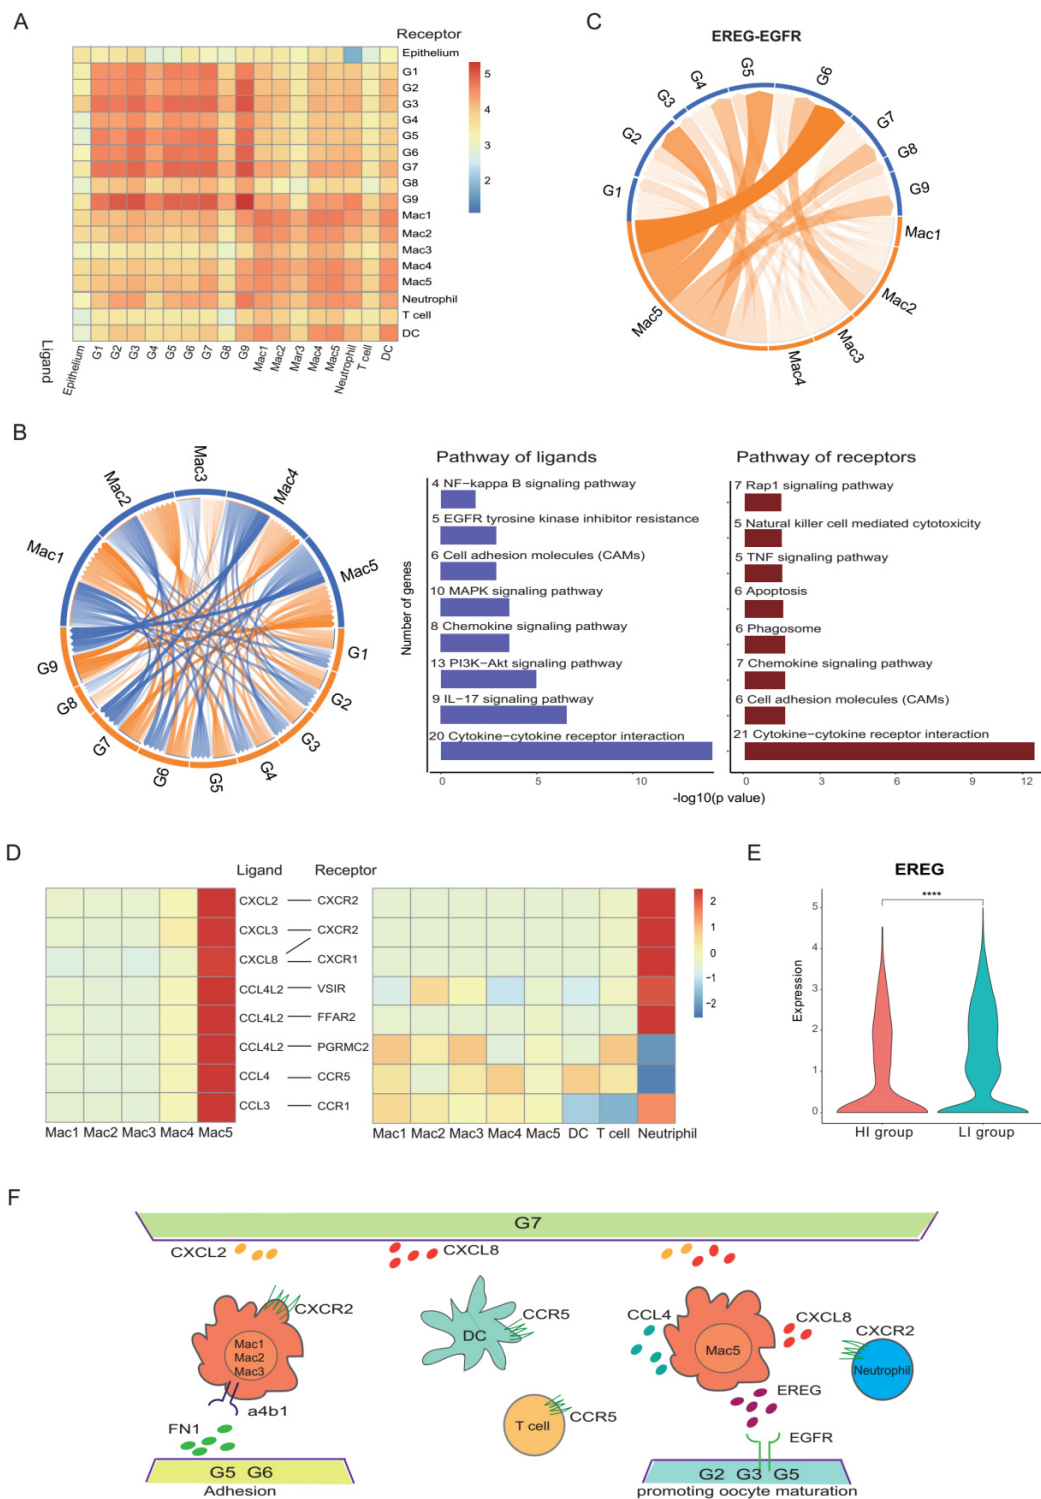 A
Receptor
Epithelium
G1
G2
G3
G4
G5
G6
G7
G8
G9
Mac1
Mac2
Mac3
Mac4
Mac5
Neutrophil
T cell
DC
5
4
3
2
Ligand
Epithelium
G1
G2
G3
G4
G5
G6
G7
G8
G9
Mac1
Mac2
Mar3
Mac4
Mac5
Neutrophil
T cell
DC
C
EREG-EGFR
G1
G2
G3
G4
G5
G6
G7
G8
G9
Mac1
Mac2
Mac3
Mac4
Mac5
B
Mac1
Mac2
Mac3
Mac4
Mac5
G1
G2
G3
G4
G5
G6
G7
G8
G9
Pathway of ligands
Number of genes
4 NF−kappa B signaling pathway
5 EGFR tyrosine kinase inhibitor resistance
6 Cell adhesion molecules (CAMs)
10 MAPK signaling pathway
8 Chemokine signaling pathway
13 PI3K−Akt signaling pathway
9 IL−17 signaling pathway
20 Cytokine−cytokine receptor interaction
0 5 10
Pathway of receptors
7 Rap1 signaling pathway
5 Natural killer cell mediated cytotoxicity
5 TNF signaling pathway
6 Apoptosis
6 Phagosome
7 Chemokine signaling pathway
6 Cell adhesion molecules (CAMs)
21 Cytokine−cytokine receptor interaction
0 3 6 9 12
-log10(p value)
D
Ligand Receptor
CXCL2 CXCR2
CXCL3 CXCR2
CXCL8 CXCR1
CCL4L2 VSIR
CCL4L2 FFAR2
CCL4L2 PGRMC2
CCL4 CCR5
CCL3 CCR1
Mac1 Mac2 Mac3 Mac4 Mac5
Mac1 Mac2 Mac3 Mac4 Mac5 DC T cell Neutriphil
2
1
0
−1
−2
E
EREG
****
Expression
5
4
3
2
1
0
HI group LI group
F
G7
CXCL2
CXCL8
CXCR2
Mac1
Mac2
Mac3
a4b1
FN1
G5 G6
Adhesion
DC
CCR5
T cell
CCR5
CCL4
Mac5
CXCL8
CXCR2
Neutrophil
EREG
EGFR
G2 G3 G5
promoting oocyte maturation